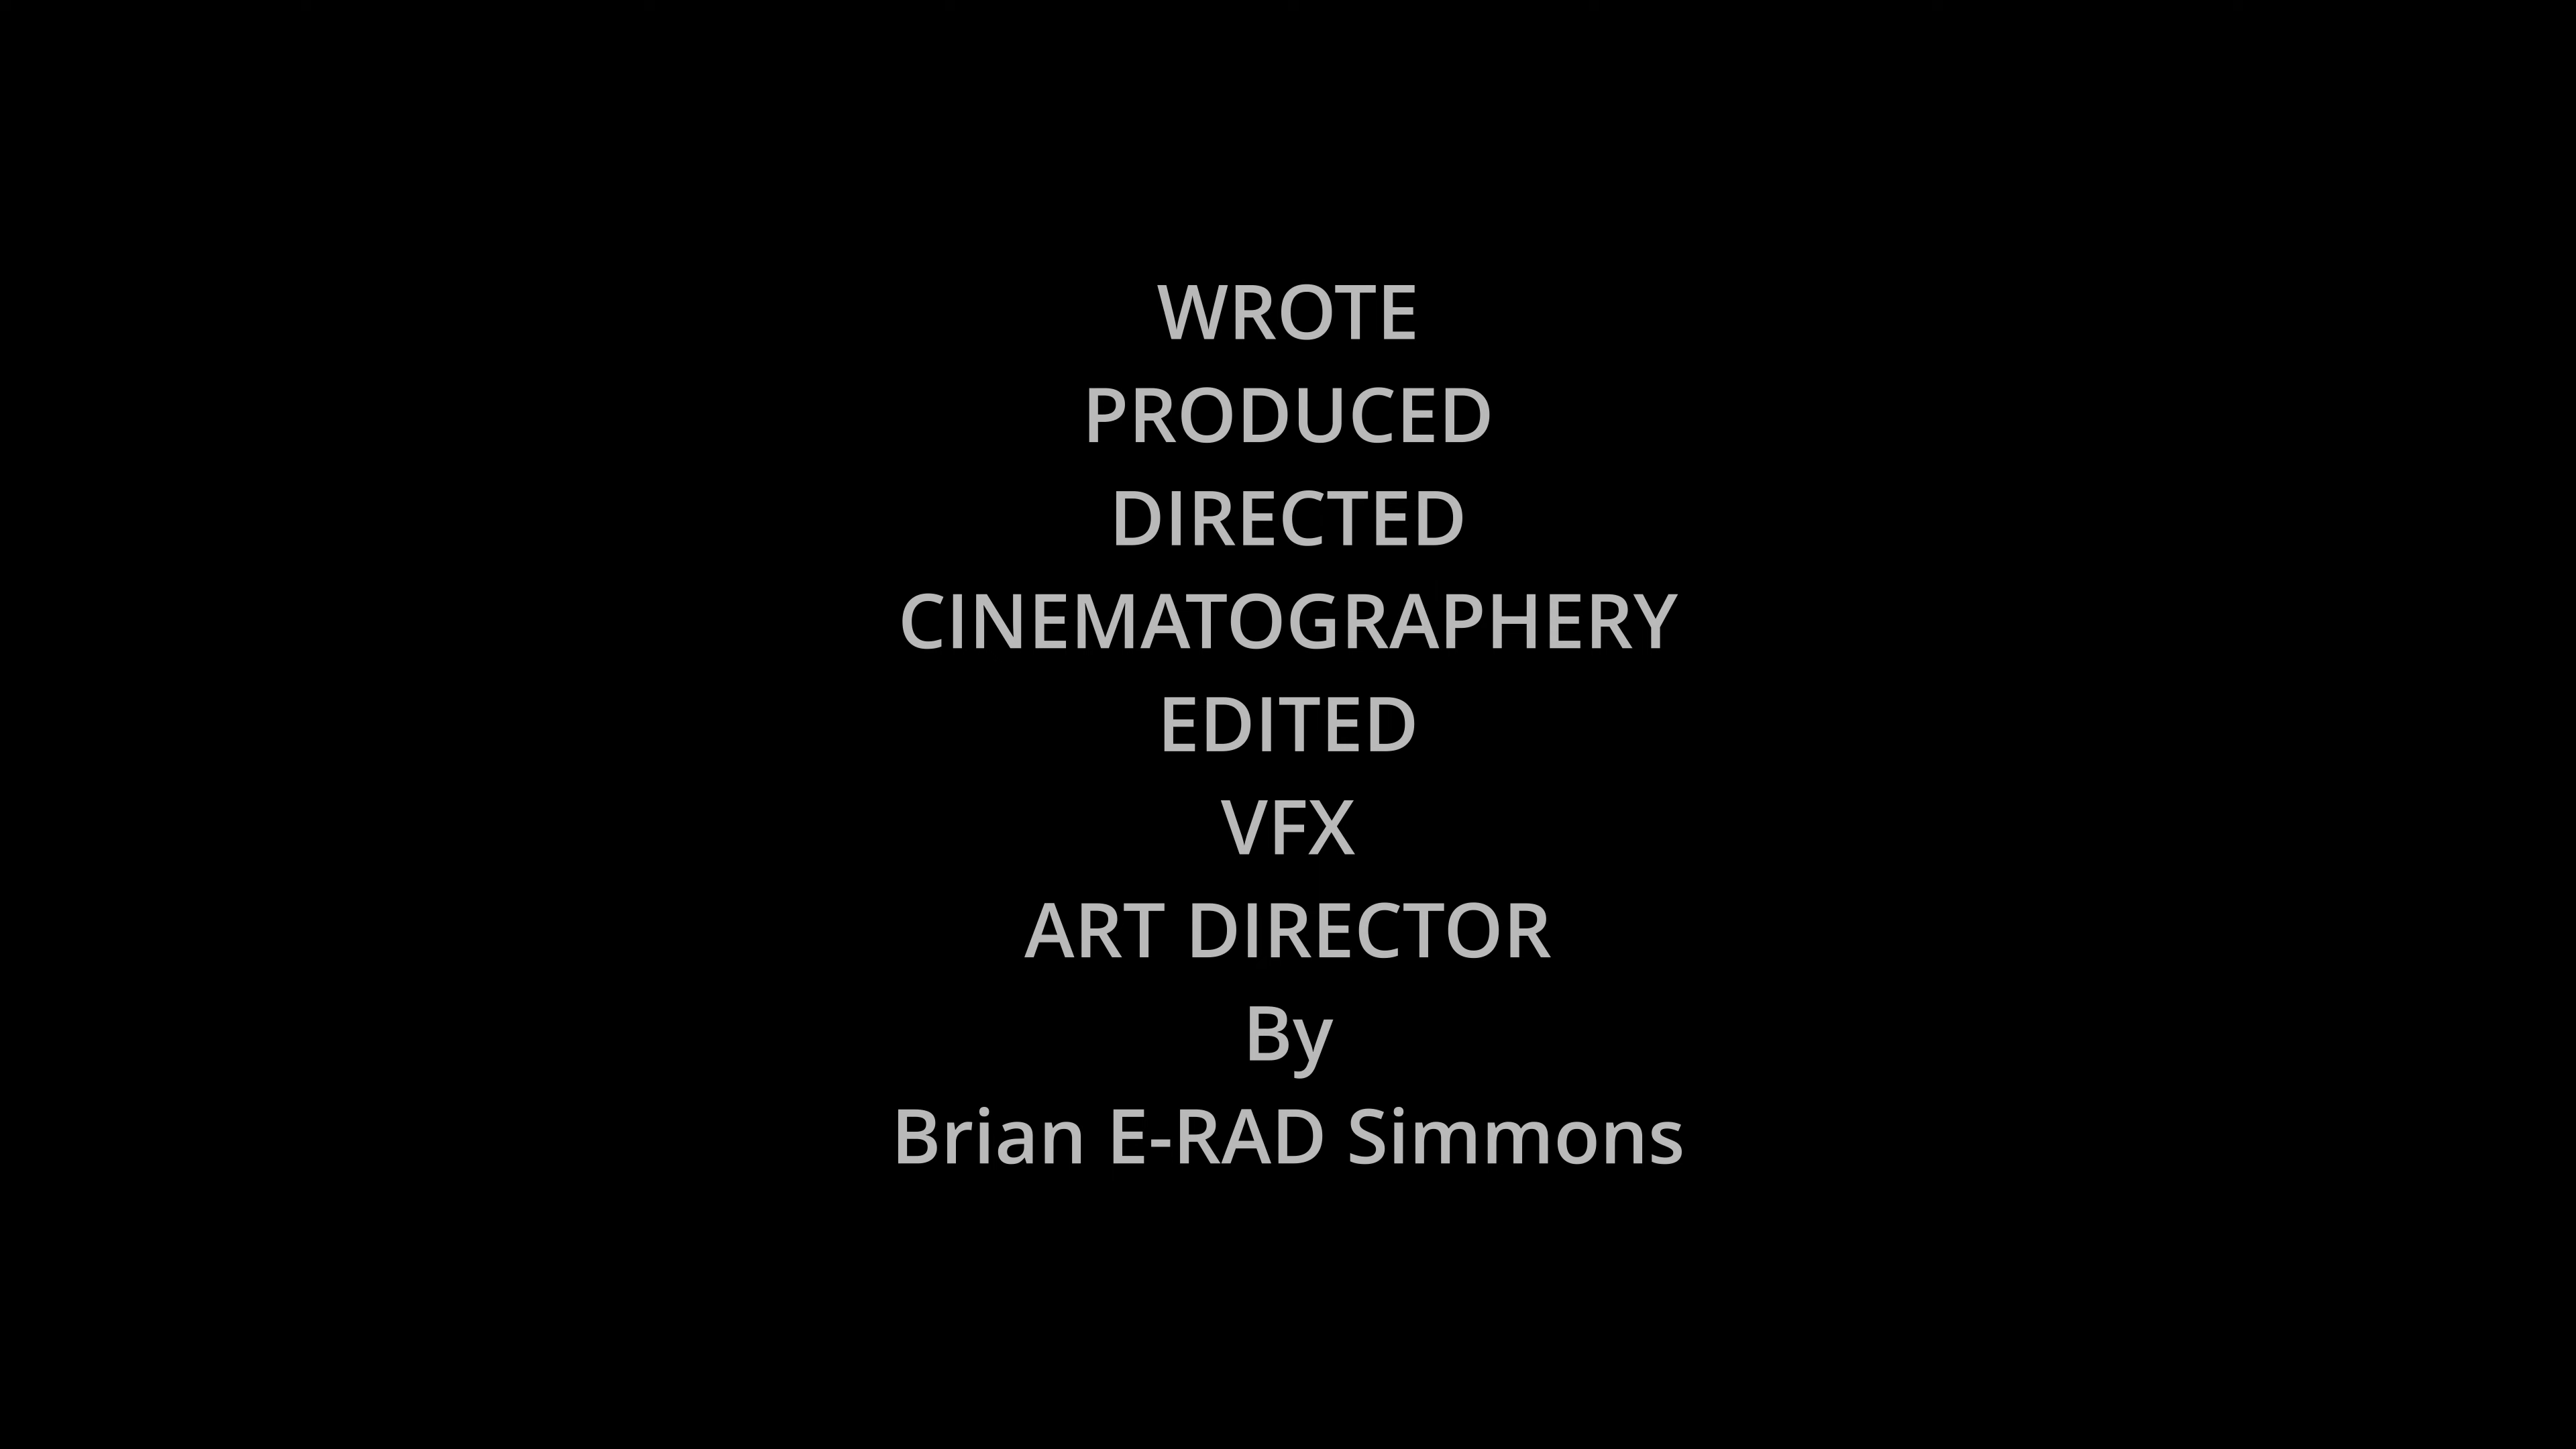 WROTE
PRODUCED
DIRECTED
CINEMATOGRAPHERY
EDITED
VFX
ART DIRECTOR
By
Brian E-RAD Simmons